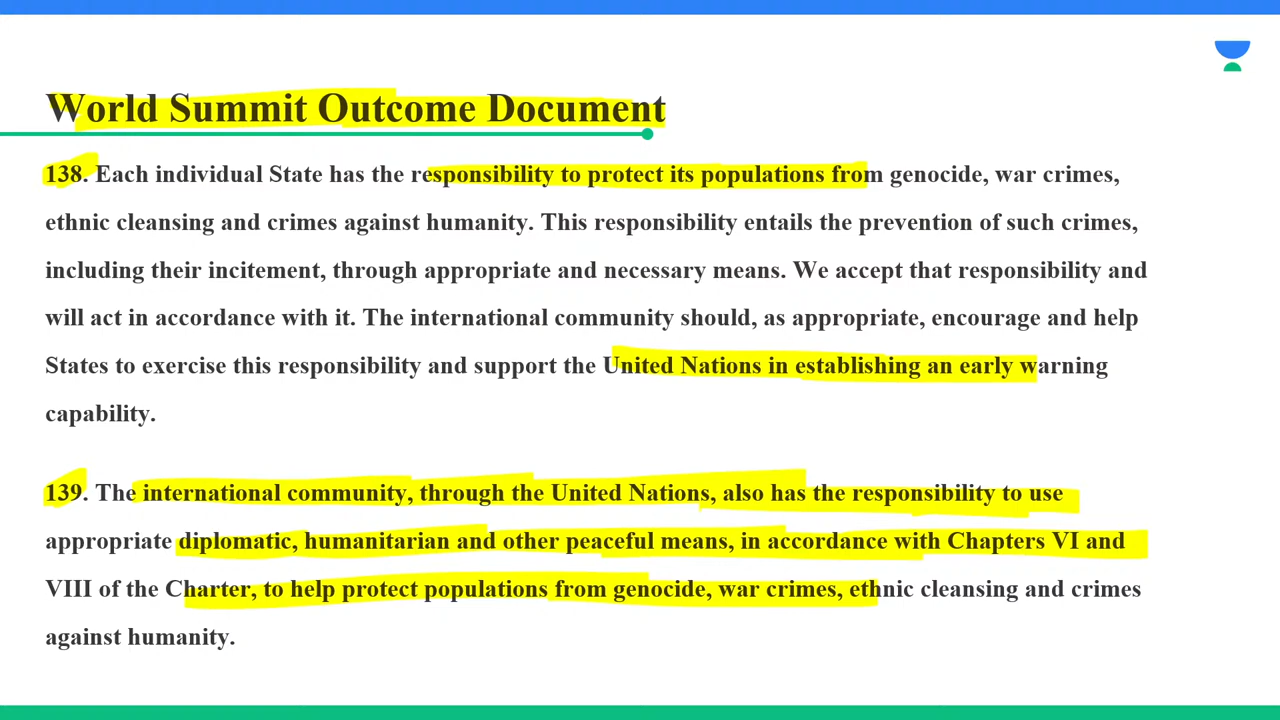 World Summit Outcome Document
138. Each individual State has the responsibility to protect its populations from genocide, war crimes,
ethnic cleansing and crimes against humanity. This responsibility entails the prevention of such crimes,
including their incitement, through appropriate and necessary means. We accept that responsibility and
will act in accordance with it. The international community should, as appropriate, encourage and help
States to exercise this responsibility and support the United Nations in establishing an early warning
capability.
139. The international community, through the United Nations, also has the responsibility to use
appropriate diplomatic, humanitarian and other peaceful means, in accordance with Chapters VI and
VIII of the Charter, to help protect populations from genocide, war crimes, ethnic cleansing and crimes
against humanity.